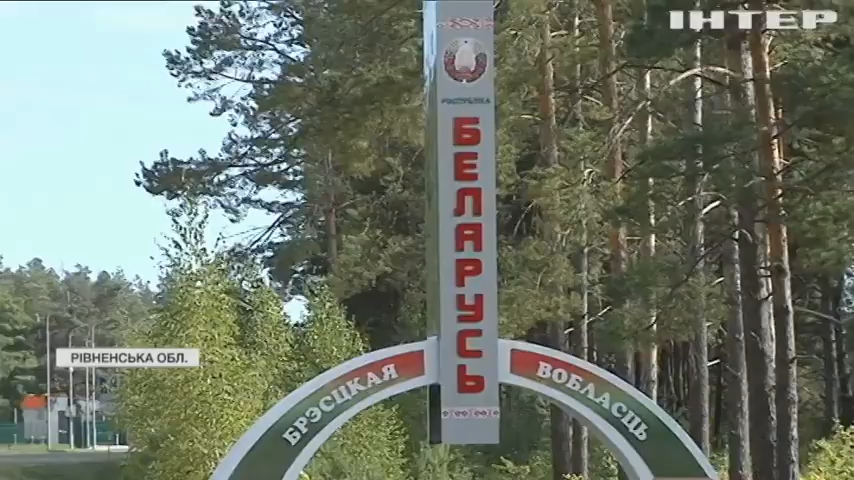 ІНТЕР
РЭСПУБЛІКА
БЕЛАРУСЬ
РІВНЕНСЬКА ОБЛ.
БРЭСЦКАЯ ВОБЛАСЦЬ